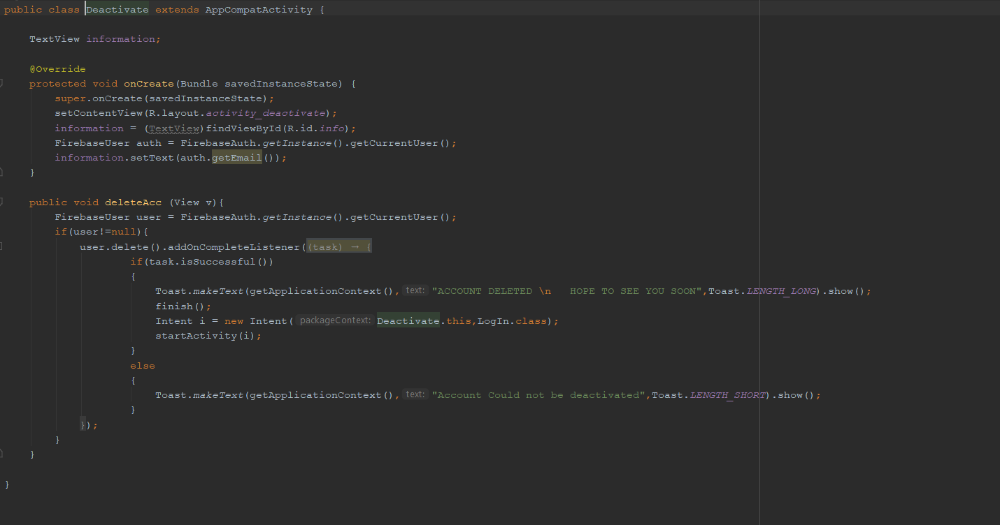 public class Deactivate extends AppCompatActivity {
TextView information;
@Override
protected void onCreate(Bundle savedInstanceState) {
super.onCreate(savedInstanceState);
setContentView(R.layout.activity_deactivate);
information = (TextView)findViewById(R.id.info);
FirebaseUser auth = FirebaseAuth.getInstance().getCurrentUser();
information.setText(auth.getEmail());
}
public void deleteAcc (View v){
FirebaseUser user = FirebaseAuth.getInstance().getCurrentUser();
if(user!=null){
user.delete().addOnCompleteListener((task) → {
if(task.isSuccessful())
{
Toast.makeText(getApplicationContext(), text: "ACCOUNT DELETED \n   HOPE TO SEE YOU SOON",Toast.LENGTH_LONG).show();
finish();
Intent i = new Intent( packageContext: Deactivate.this,LogIn.class);
startActivity(i);
}
else
{
Toast.makeText(getApplicationContext(), text: "Account Could not be deactivated",Toast.LENGTH_SHORT).show();
}
});
}
}
}